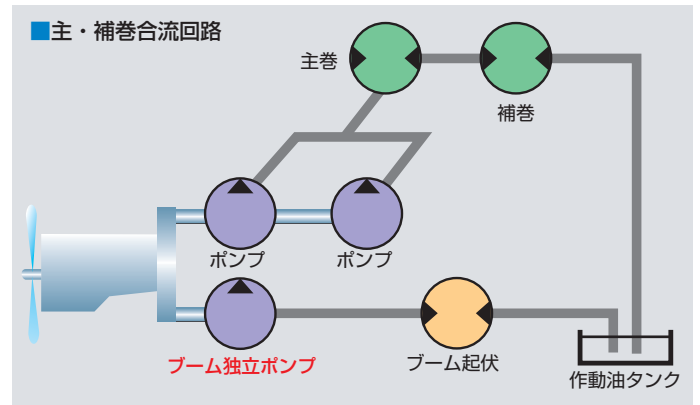 ■主・補巻合流回路
主巻
補巻
ポンプ
ポンプ
ブーム独立ポンプ
ブーム起伏
作動油タンク